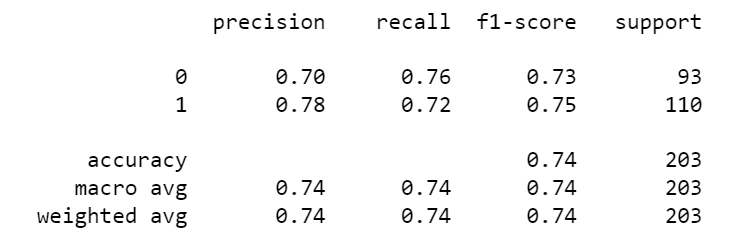 precision recall f1-score support
0 0.70 0.76 0.73 93
1 0.78 0.72 0.75 110
accuracy 0.74 203
macro avg 0.74 0.74 0.74 203
weighted avg 0.74 0.74 0.74 203